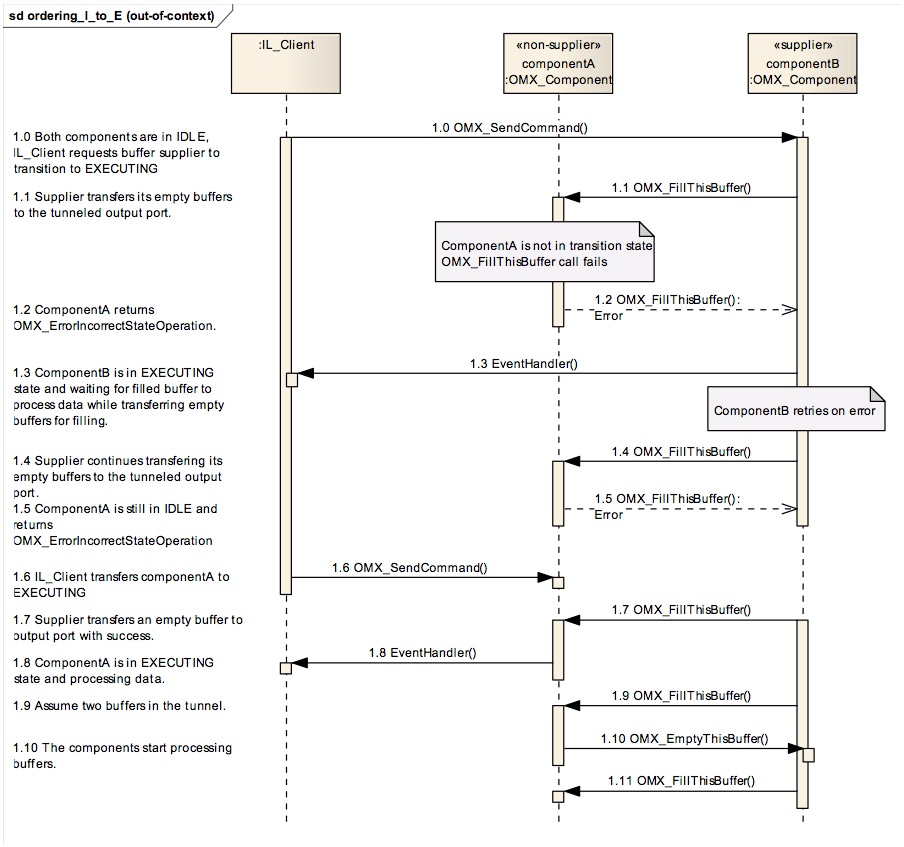 sd ordering_I_to_E (out-of-context)
:IL_Client
«non-supplier»
componentA
:OMX_Component
«supplier»
componentB
:OMX_Component
1.0 Both components are in IDLE,
IL_Client requests buffer supplier to
transition to EXECUTING
1.0 OMX_SendCommand()
1.1 Supplier transfers its empty buffers
to the tunneled output port.
1.1 OMX_FillThisBuffer()
ComponentA is not in transition state
OMX_FillThisBuffer call fails
1.2 ComponentA returns
OMX_ErrorIncorrectStateOperation.
1.2 OMX_FillThisBuffer():
Error
1.3 ComponentB is in EXECUTING
state and waiting for filled buffer to
process data while transferring empty
buffers for filling.
1.3 EventHandler()
ComponentB retries on error
1.4 Supplier continues transfering its
empty buffers to the tunneled output
port.
1.4 OMX_FillThisBuffer()
1.5 ComponentA is still in IDLE and
returns
OMX_ErrorIncorrectStateOperation
1.5 OMX_FillThisBuffer():
Error
1.6 IL_Client transfers componentA to
EXECUTING
1.6 OMX_SendCommand()
1.7 Supplier transfers an empty buffer to
output port with success.
1.7 OMX_FillThisBuffer()
1.8 ComponentA is in EXECUTING
state and processing data.
1.8 EventHandler()
1.9 Assume two buffers in the tunnel.
1.9 OMX_FillThisBuffer()
1.10 The components start processing
buffers.
1.10 OMX_EmptyThisBuffer()
1.11 OMX_FillThisBuffer()